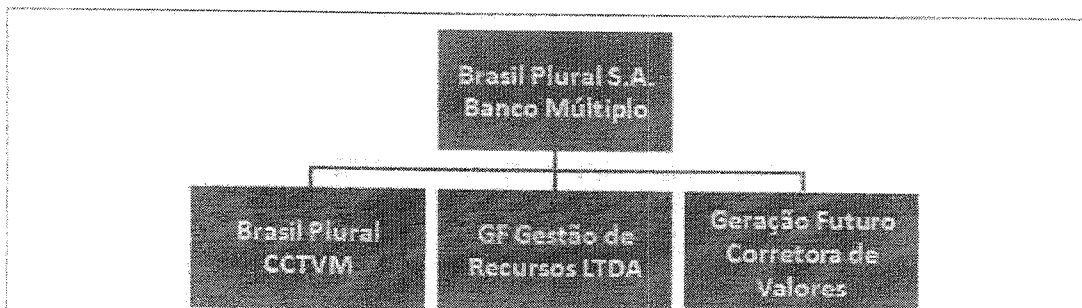 Brasil Plural S.A.
Banco Múltiplo
Brasil Plural
CCTVM
GF Gestão de
Recursos LTDA
Geração Futuro
Corretora de
Valores